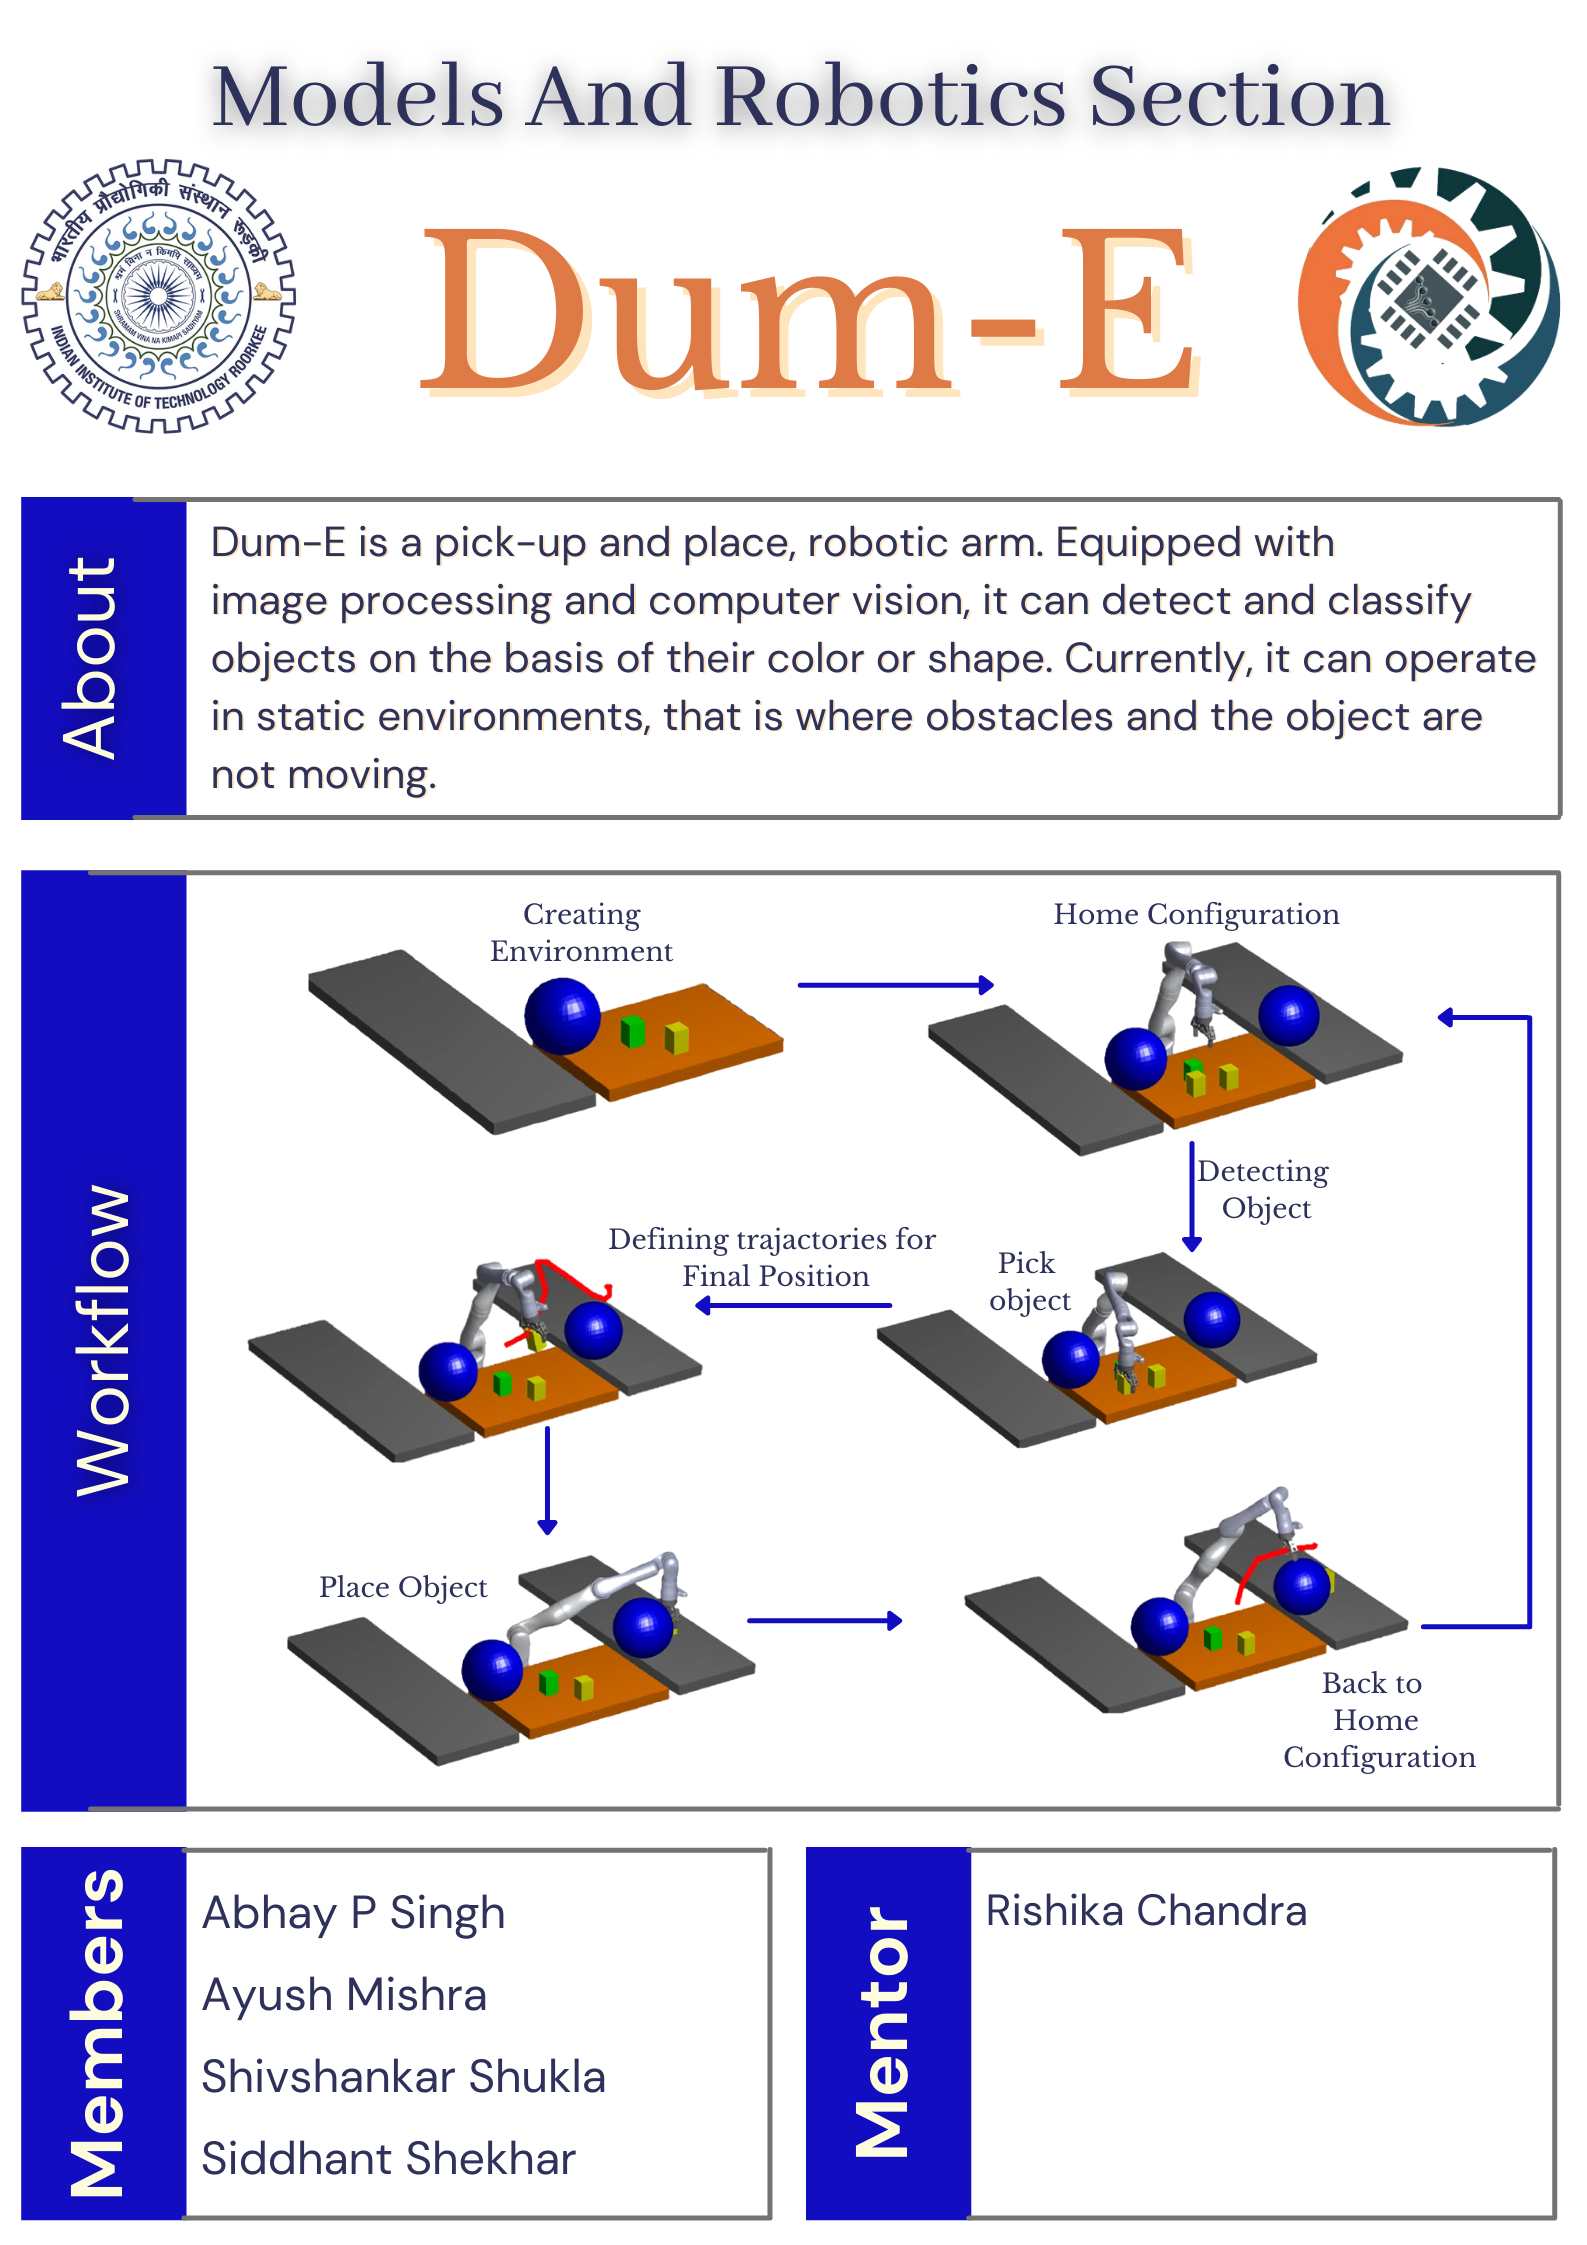 Models And Robotics Section
भारतीय प्रौद्योगिकी संस्थान रूड़की
श्रमं विना न किमपि साध्यम्
SHRAMAM VINA NA KIMAPI SADHYAM
INDIAN INSTITUTE OF TECHNOLOGY ROORKEE
Dum-E
About
Dum-E is a pick-up and place, robotic arm. Equipped with
image processing and computer vision, it can detect and classify
objects on the basis of their color or shape. Currently, it can operate
in static environments, that is where obstacles and the object are
not moving.
Workflow
Creating
Environment
Home Configuration
Detecting
Object
Pick
object
Defining trajactories for
Final Position
Place Object
Back to
Home
Configuration
Members
Abhay P Singh
Ayush Mishra
Shivshankar Shukla
Siddhant Shekhar
Mentor
Rishika Chandra